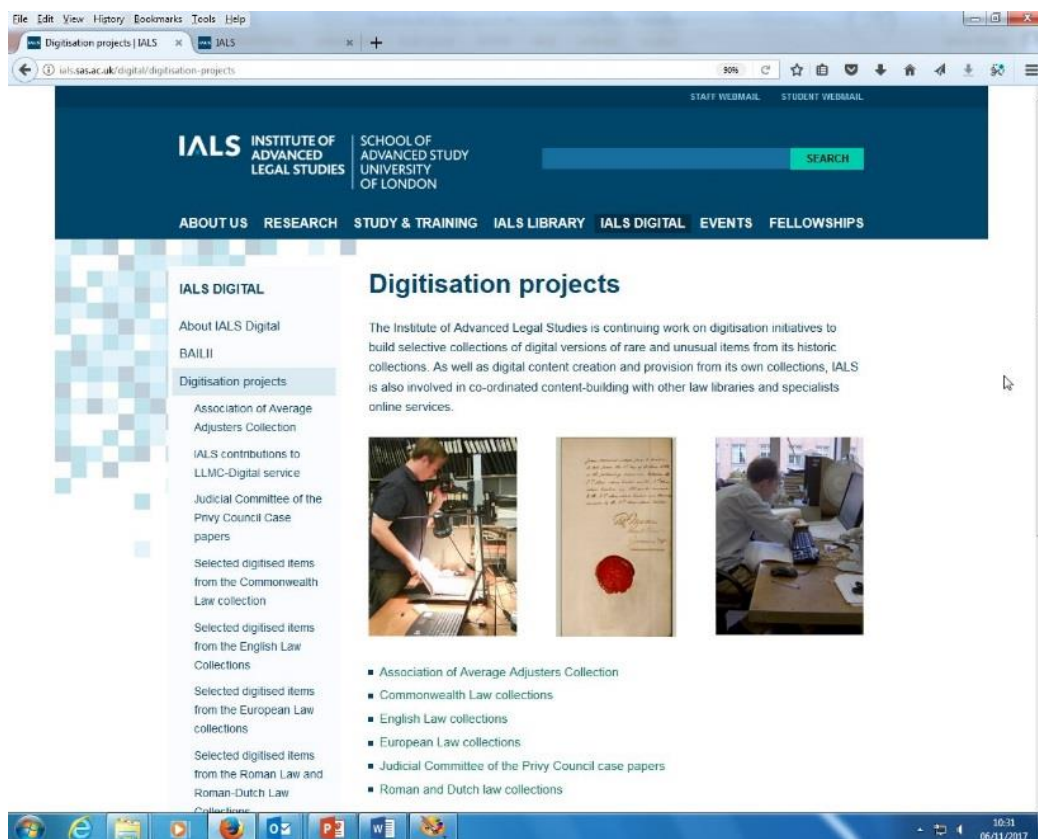 File Edit View History Bookmarks Tools Help
Digitisation projects | IALS
IALS
ials.sas.ac.uk/digital/digitisation-projects
90%
STAFF WEBMAIL STUDENT WEBMAIL
IALS INSTITUTE OF ADVANCED LEGAL STUDIES
SCHOOL OF ADVANCED STUDY UNIVERSITY OF LONDON
SEARCH
ABOUT US RESEARCH STUDY & TRAINING IALS LIBRARY IALS DIGITAL EVENTS FELLOWSHIPS
IALS DIGITAL
About IALS Digital
BAILII
Digitisation projects
Association of Average
Adjusters Collection
IALS contributions to
LLMC-Digital service
Judicial Committee of the
Privy Council Case
papers
Selected digitised items
from the Commonwealth
Law collection
Selected digitised items
from the English Law
Collections
Selected digitised items
from the European Law
collections
Selected digitised items
from the Roman Law and
Roman-Dutch Law
Collections
Digitisation projects
The Institute of Advanced Legal Studies is continuing work on digitisation initiatives to
build selective collections of digital versions of rare and unusual items from its historic
collections. As well as digital content creation and provision from its own collections, IALS
is also involved in co-ordinated content-building with other law libraries and specialists
online services.
Association of Average Adjusters Collection
Commonwealth Law collections
English Law collections
European Law collections
Judicial Committee of the Privy Council case papers
Roman and Dutch law collections
10:31
06/11/2017